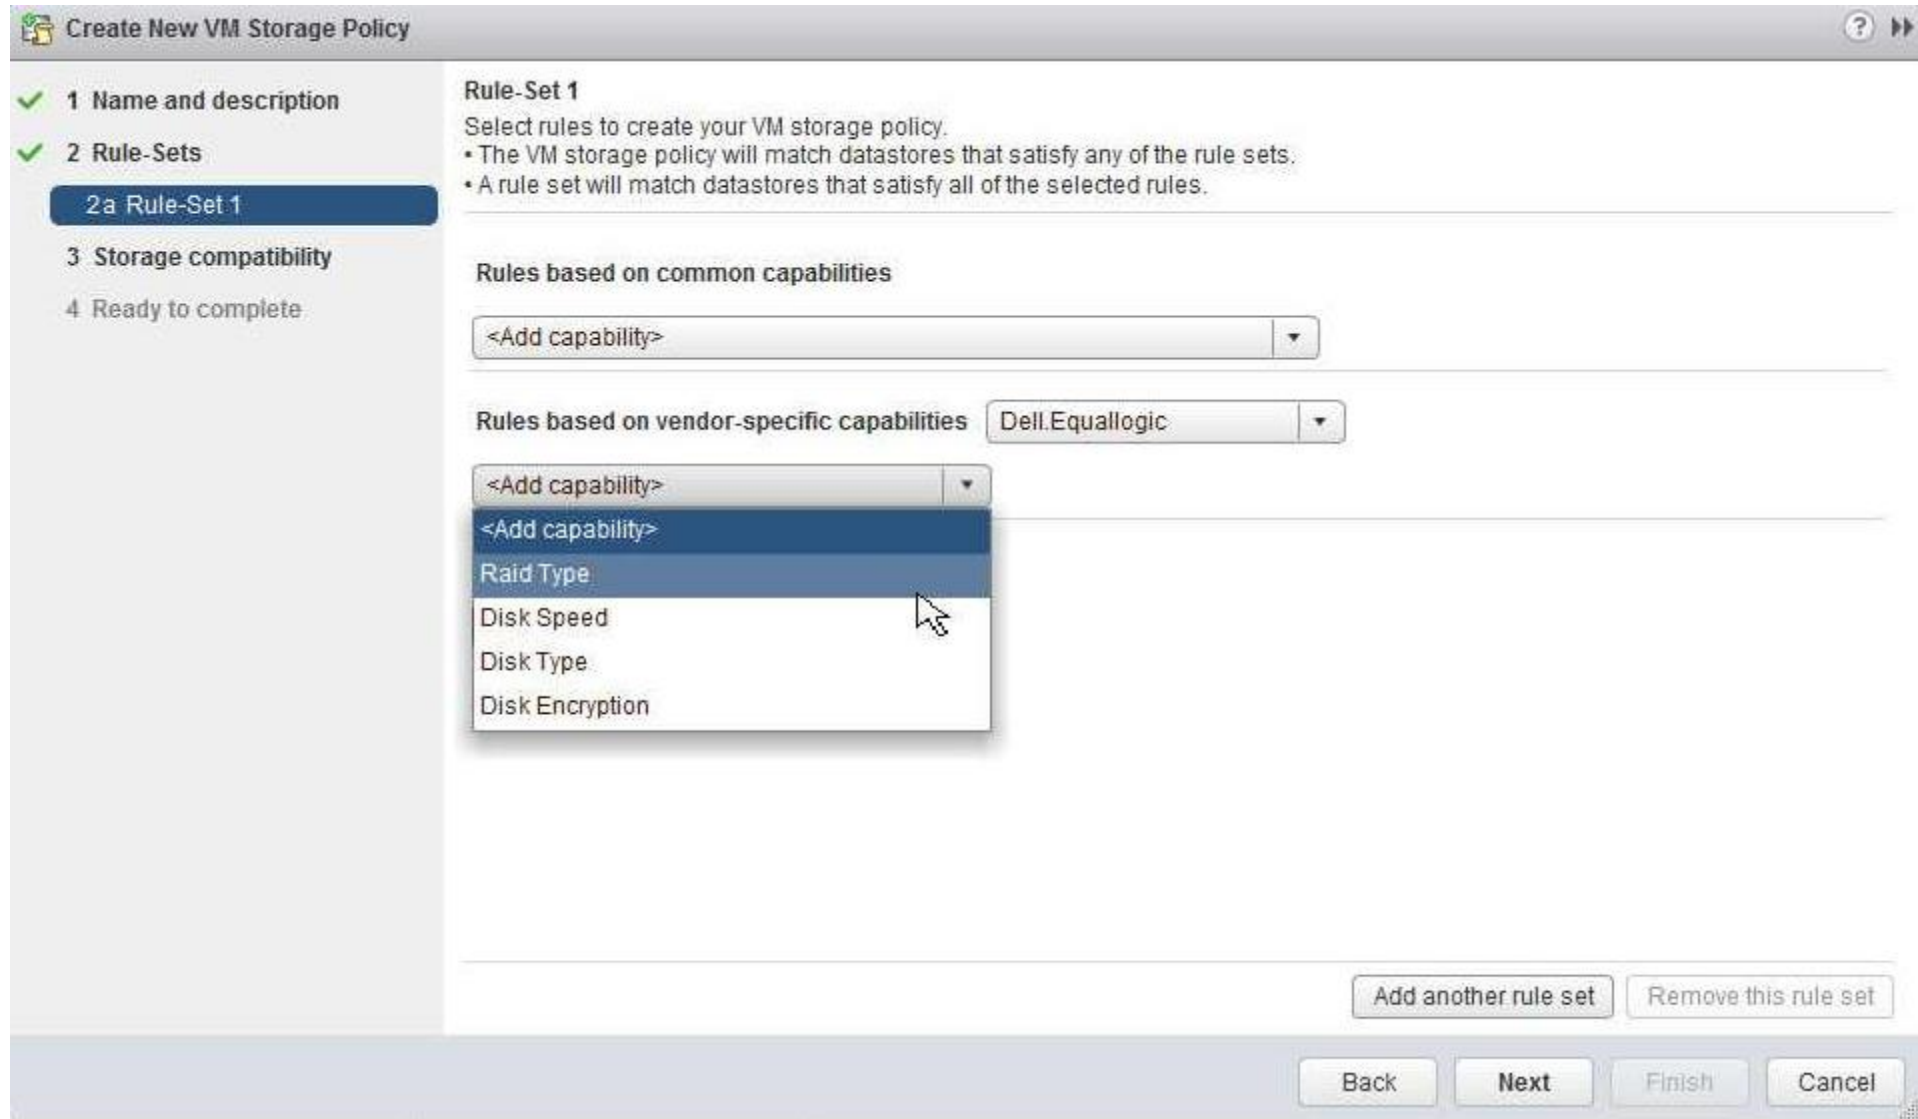 Create New VM Storage Policy
?
1 Name and description
2 Rule-Sets
2a Rule-Set 1
3 Storage compatibility
4 Ready to complete
Rule-Set 1
Select rules to create your VM storage policy.
• The VM storage policy will match datastores that satisfy any of the rule sets.
• A rule set will match datastores that satisfy all of the selected rules.
Rules based on common capabilities
<Add capability>
Rules based on vendor-specific capabilities Dell.Equallogic
<Add capability>
<Add capability>
Raid Type
Disk Speed
Disk Type
Disk Encryption
Add another rule set Remove this rule set
Back Next Finish Cancel